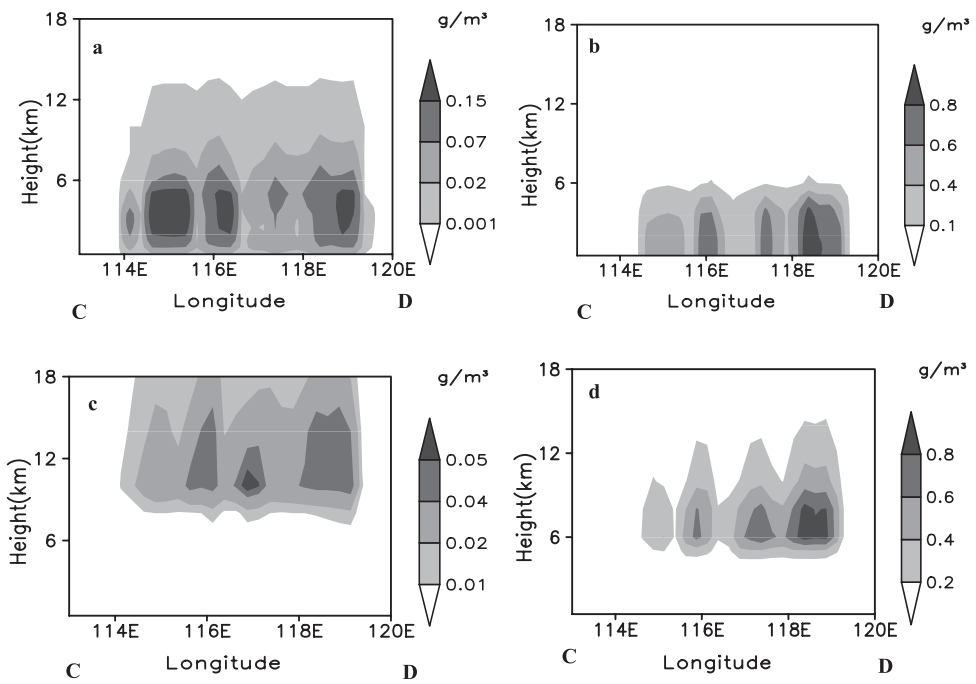 g/m³
18
a
12
Height(km)
6
114E 116E 118E 120E
C Longitude D
0.15
0.07
0.02
0.001
g/m³
18
b
12
Height(km)
6
114E 116E 118E 120E
C Longitude D
0.8
0.6
0.4
0.1
g/m³
18
c
12
Height(km)
6
114E 116E 118E 120E
C Longitude D
0.05
0.04
0.02
0.01
g/m³
18
d
12
Height(km)
6
114E 116E 118E 120E
C Longitude D
0.8
0.6
0.4
0.2